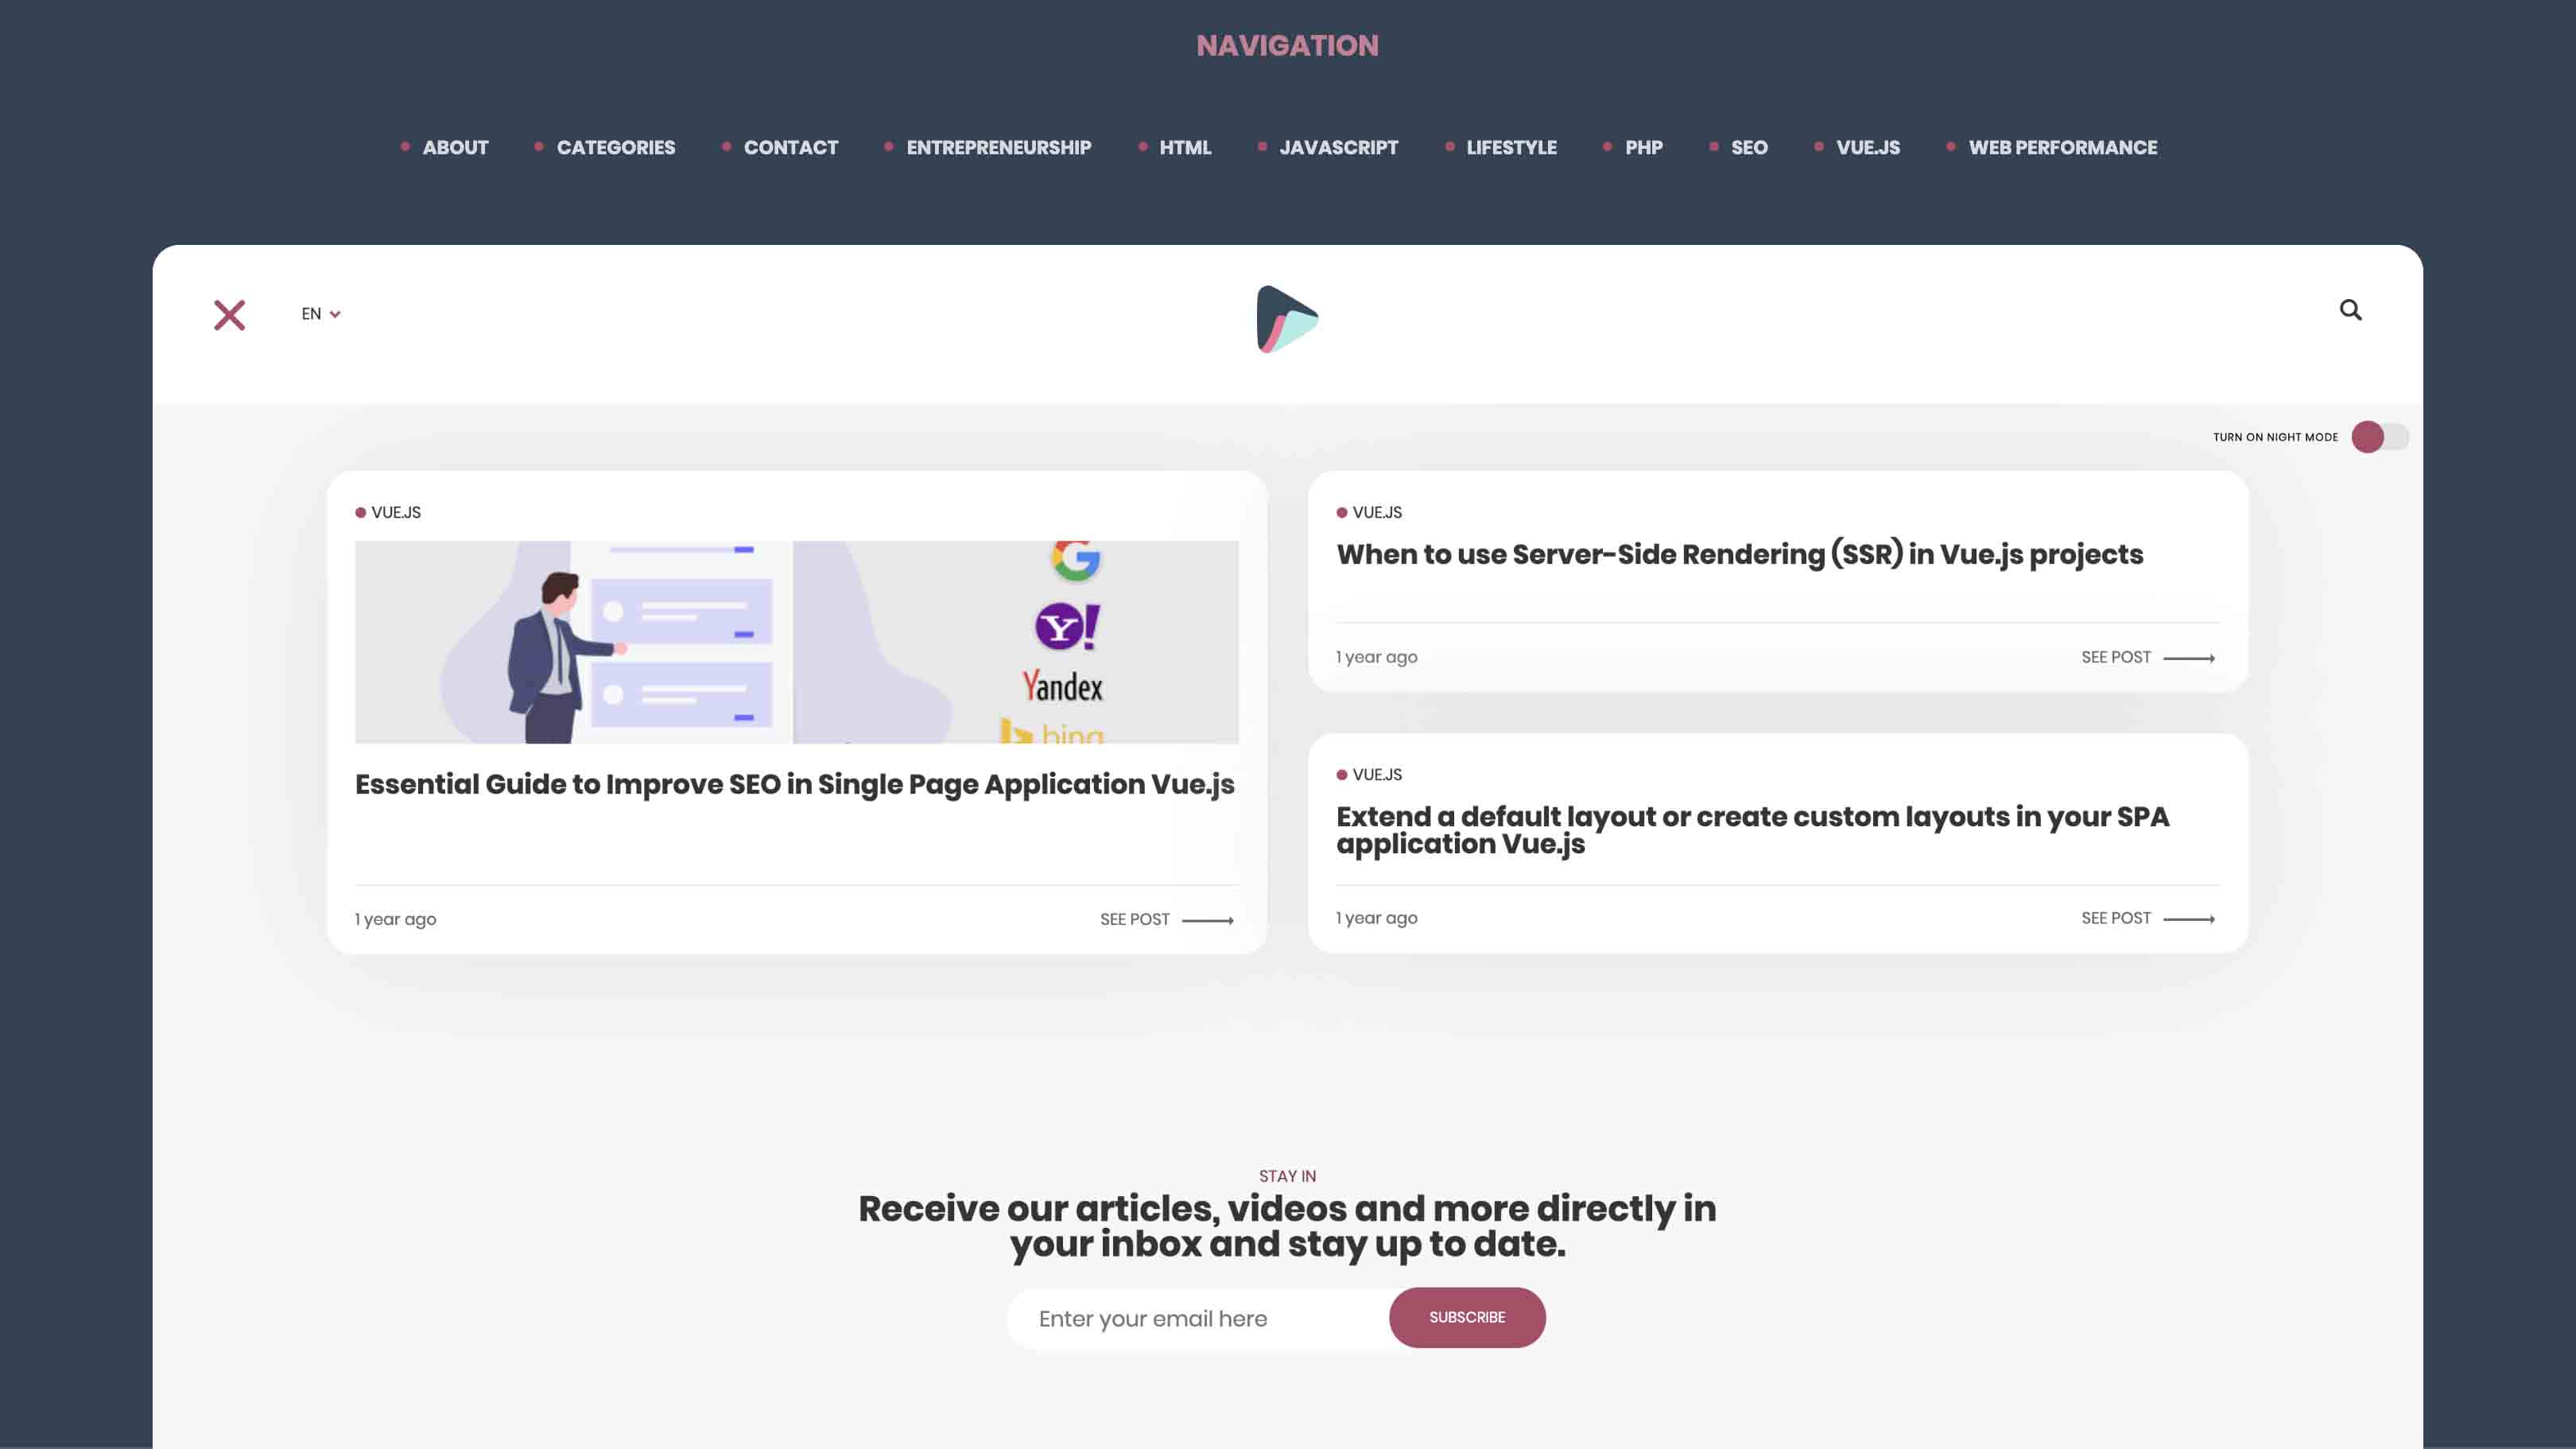 NAVIGATION
ABOUT CATEGORIES CONTACT ENTREPRENEURSHIP HTML JAVASCRIPT LIFESTYLE PHP SEO VUE.JS WEB PERFORMANCE
EN
TURN ON NIGHT MODE
VUE.JS
G
Y!
Yandex
bing
Essential Guide to Improve SEO in Single Page Application Vue.js
1 year ago SEE POST
VUE.JS
When to use Server-Side Rendering (SSR) in Vue.js projects
1 year ago SEE POST
VUE.JS
Extend a default layout or create custom layouts in your SPA
application Vue.js
1 year ago SEE POST
STAY IN
Receive our articles, videos and more directly in
your inbox and stay up to date.
Enter your email here SUBSCRIBE